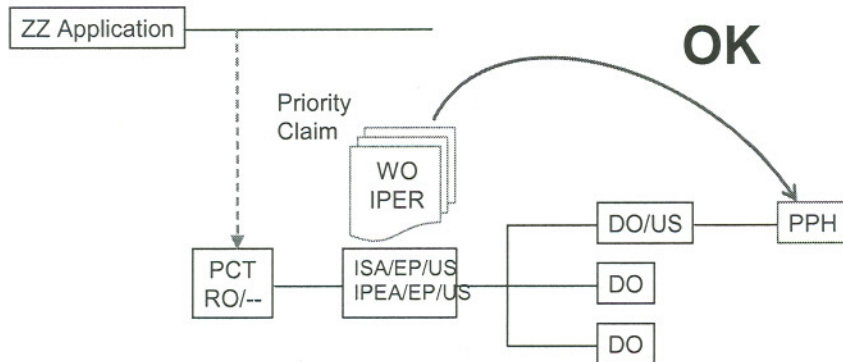 ZZ Application
OK
Priority
Claim
WO
IPER
DO/US
PPH
PCT
RO/--
ISA/EP/US
IPEA/EP/US
DO
DO